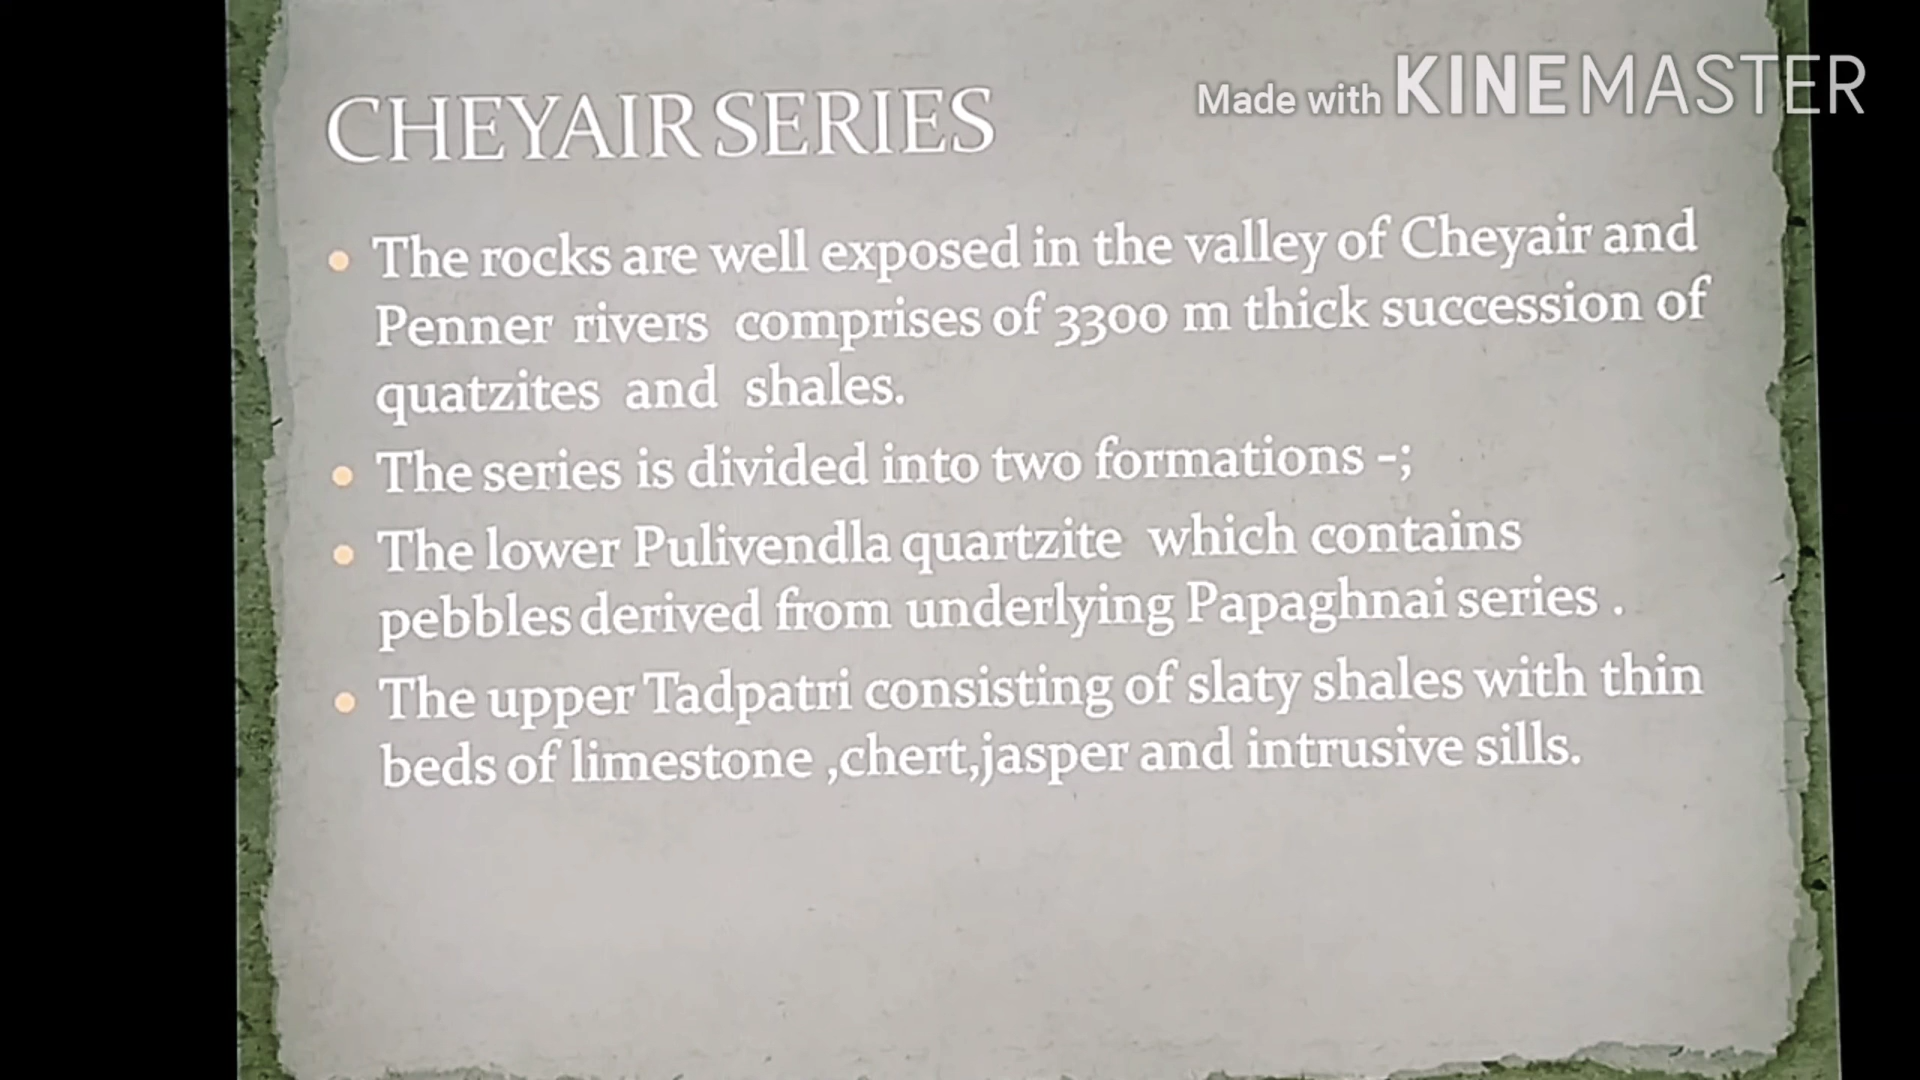 Made with KINEMASTER
CHEYAIR SERIES
The rocks are well exposed in the valley of Cheyair and
Penner rivers comprises of 3300 m thick succession of
quatzites and shales.
The series is divided into two formations -;
The lower Pulivendla quartzite which contains
pebbles derived from underlying Papaghnai series .
The upper Tadpatri consisting of slaty shales with thin
beds of limestone ,chert,jasper and intrusive sills.